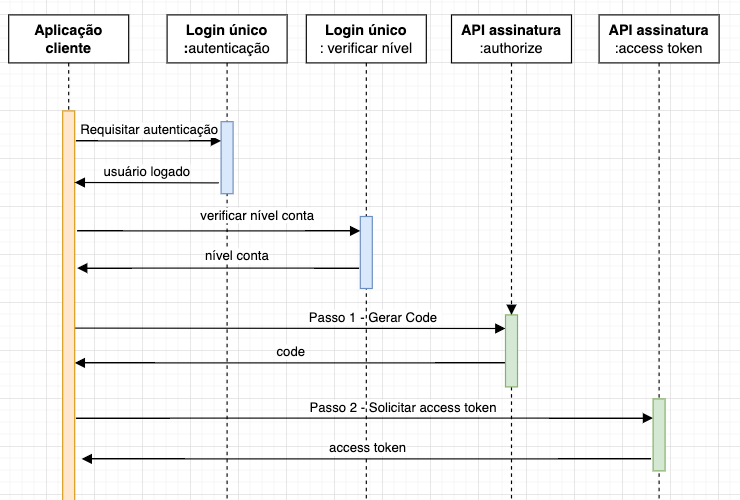 Aplicação
cliente
Login único
:autenticação
Login único
: verificar nível
API assinatura
:authorize
API assinatura
:access token
Requisitar autenticação
usuário logado
verificar nível conta
nível conta
Passo 1 - Gerar Code
code
Passo 2 - Solicitar access token
access token